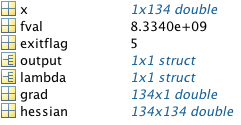 x 1x134 double
fval 8.3340e+09
exitflag 5
output 1x1 struct
lambda 1x1 struct
grad 134x1 double
hessian 134x134 double